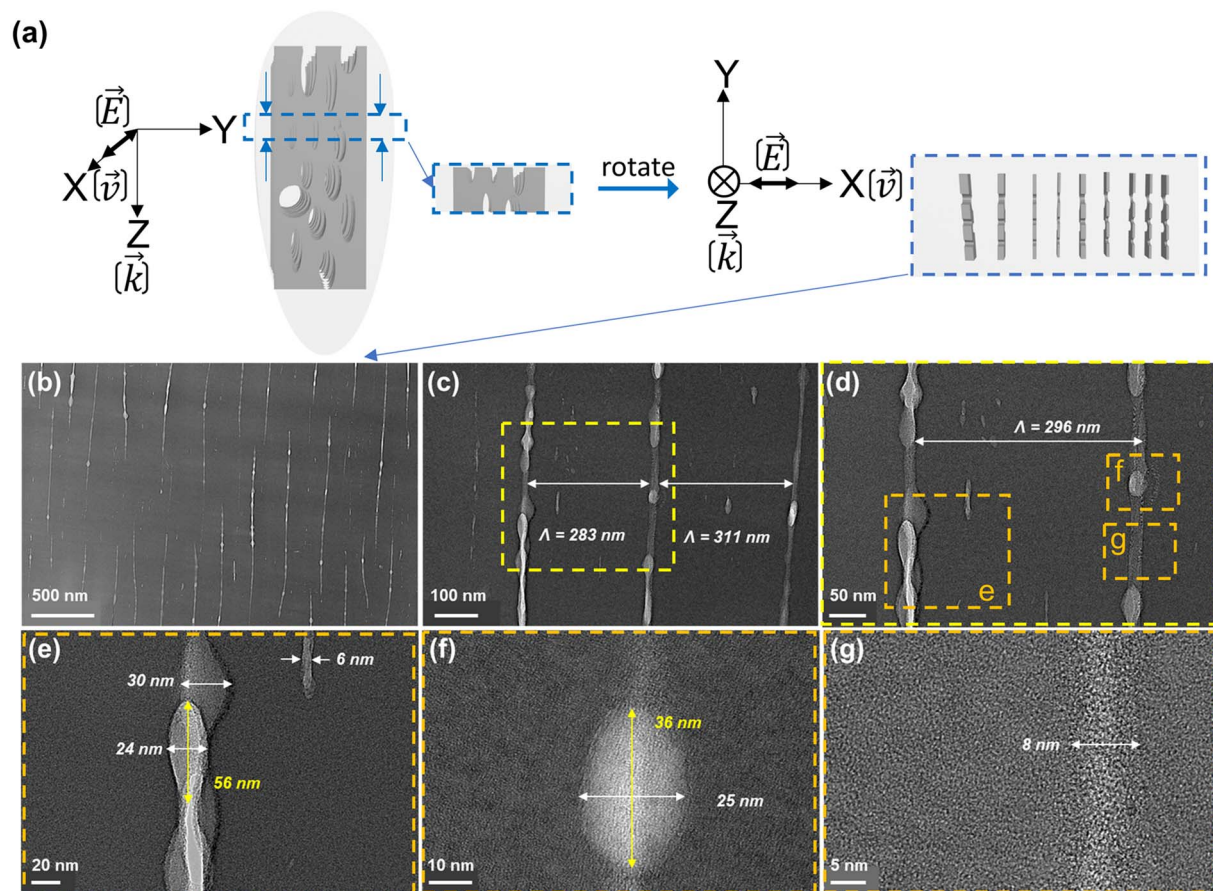 (a)
(E⃗)
Y
X(v⃗)
Z
(k⃗)
rotate
Y
(E⃗)
X(v⃗)
Z
(k⃗)
(b)
500 nm
(c)
Λ = 283 nm
Λ = 311 nm
100 nm
(d)
Λ = 296 nm
f
g
e
50 nm
(e)
6 nm
30 nm
24 nm
56 nm
20 nm
(f)
36 nm
25 nm
10 nm
(g)
8 nm
5 nm